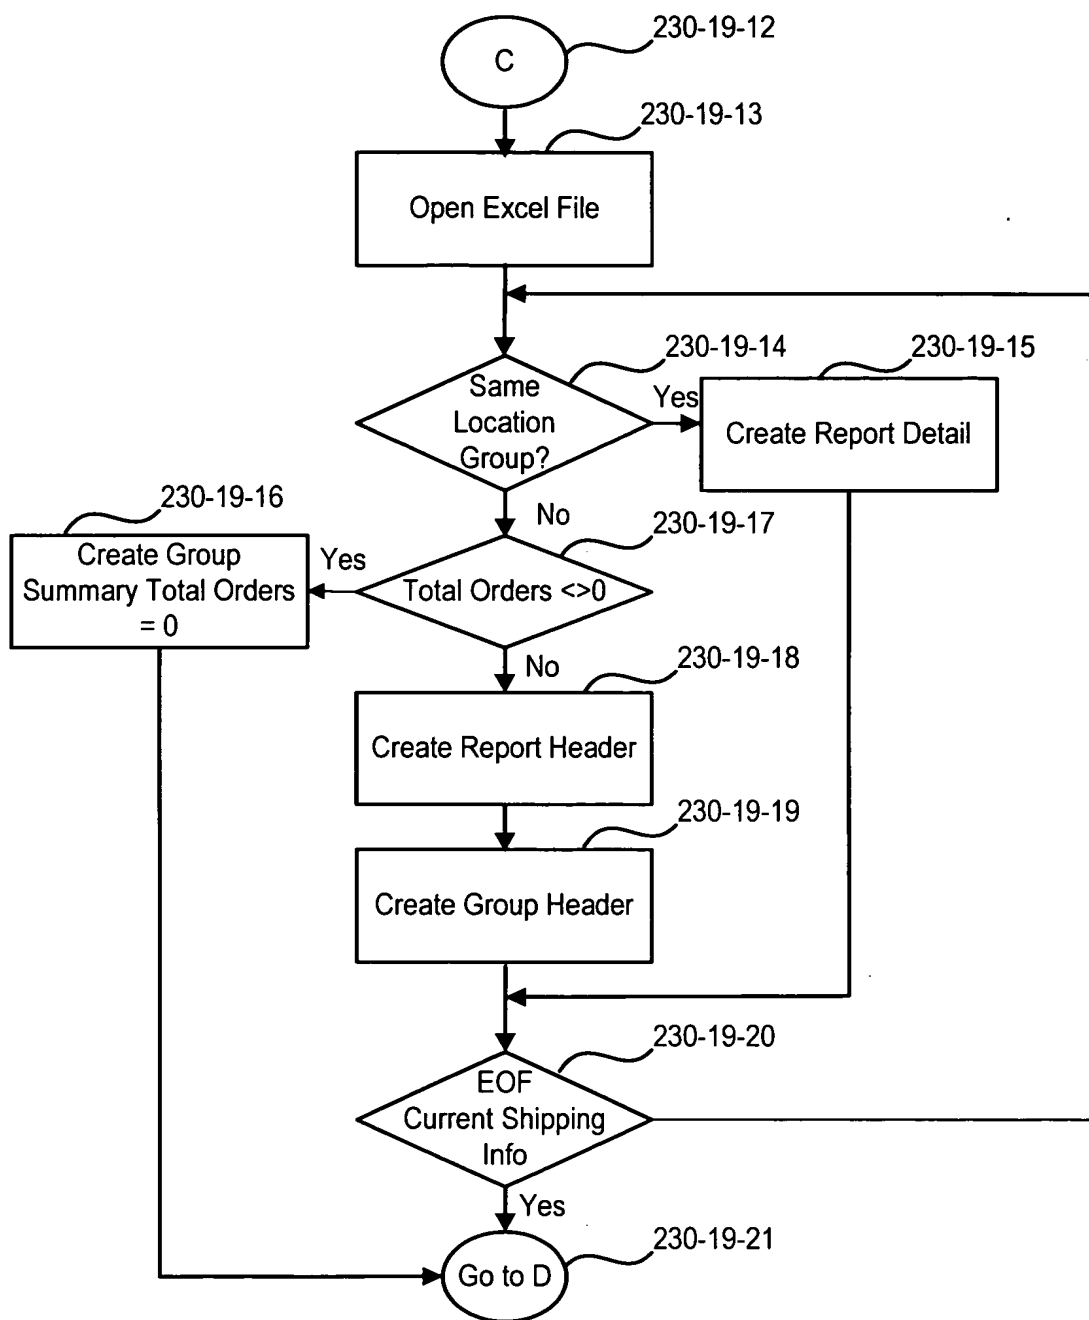 230-19-12
C
230-19-13
Open Excel File
230-19-14
230-19-15
Same
Location
Group?
Yes
Create Report Detail
230-19-16
No
230-19-17
Create Group
Summary Total Orders
= 0
Yes
Total Orders <>0
No
230-19-18
Create Report Header
230-19-19
Create Group Header
230-19-20
EOF
Current Shipping
Info
Yes
230-19-21
Go to D